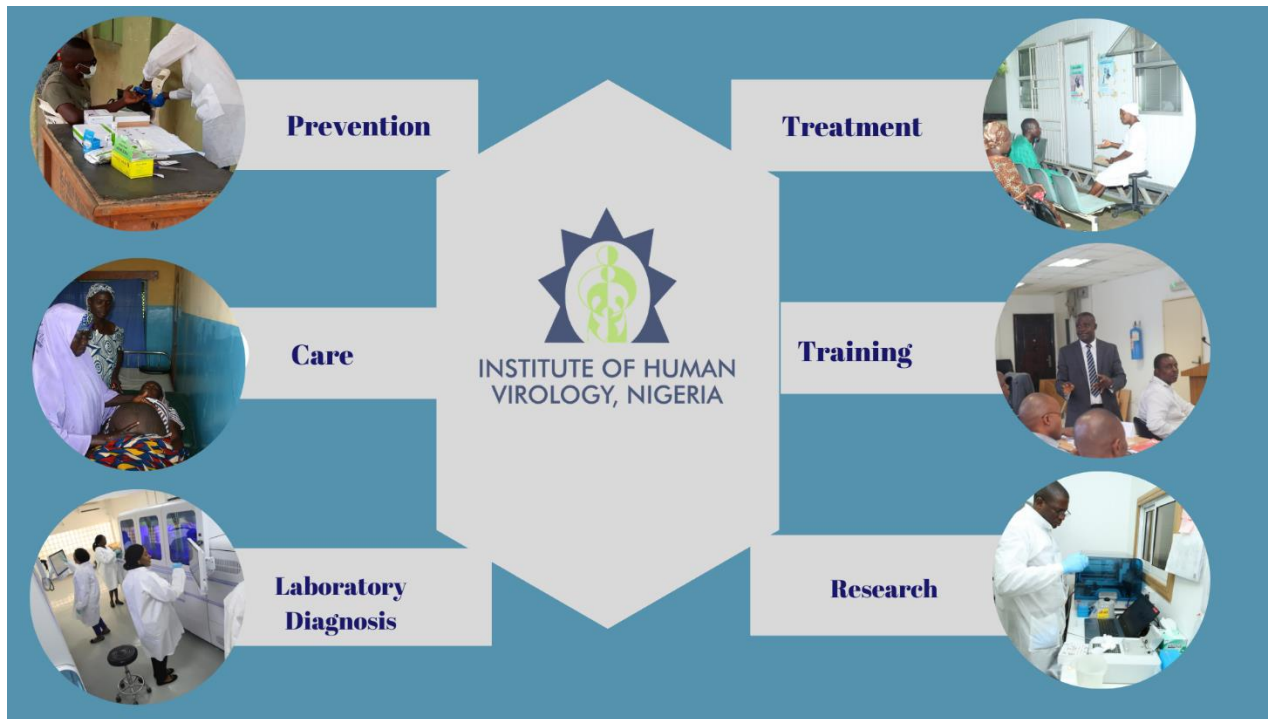 Prevention
Treatment
INSTITUTE OF HUMAN
VIROLOGY, NIGERIA
Care
Training
Laboratory
Diagnosis
Research